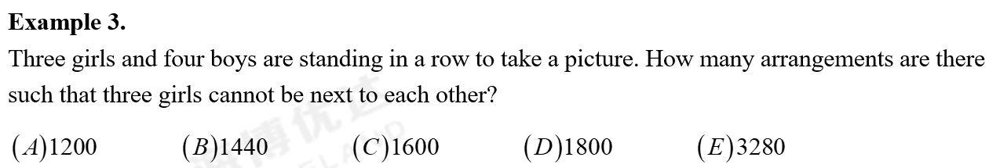 Example 3.
Three girls and four boys are standing in a row to take a picture. How many arrangements are there
such that three girls cannot be next to each other?
(A)1200 (B)1440 (C)1600 (D)1800 (E)3280